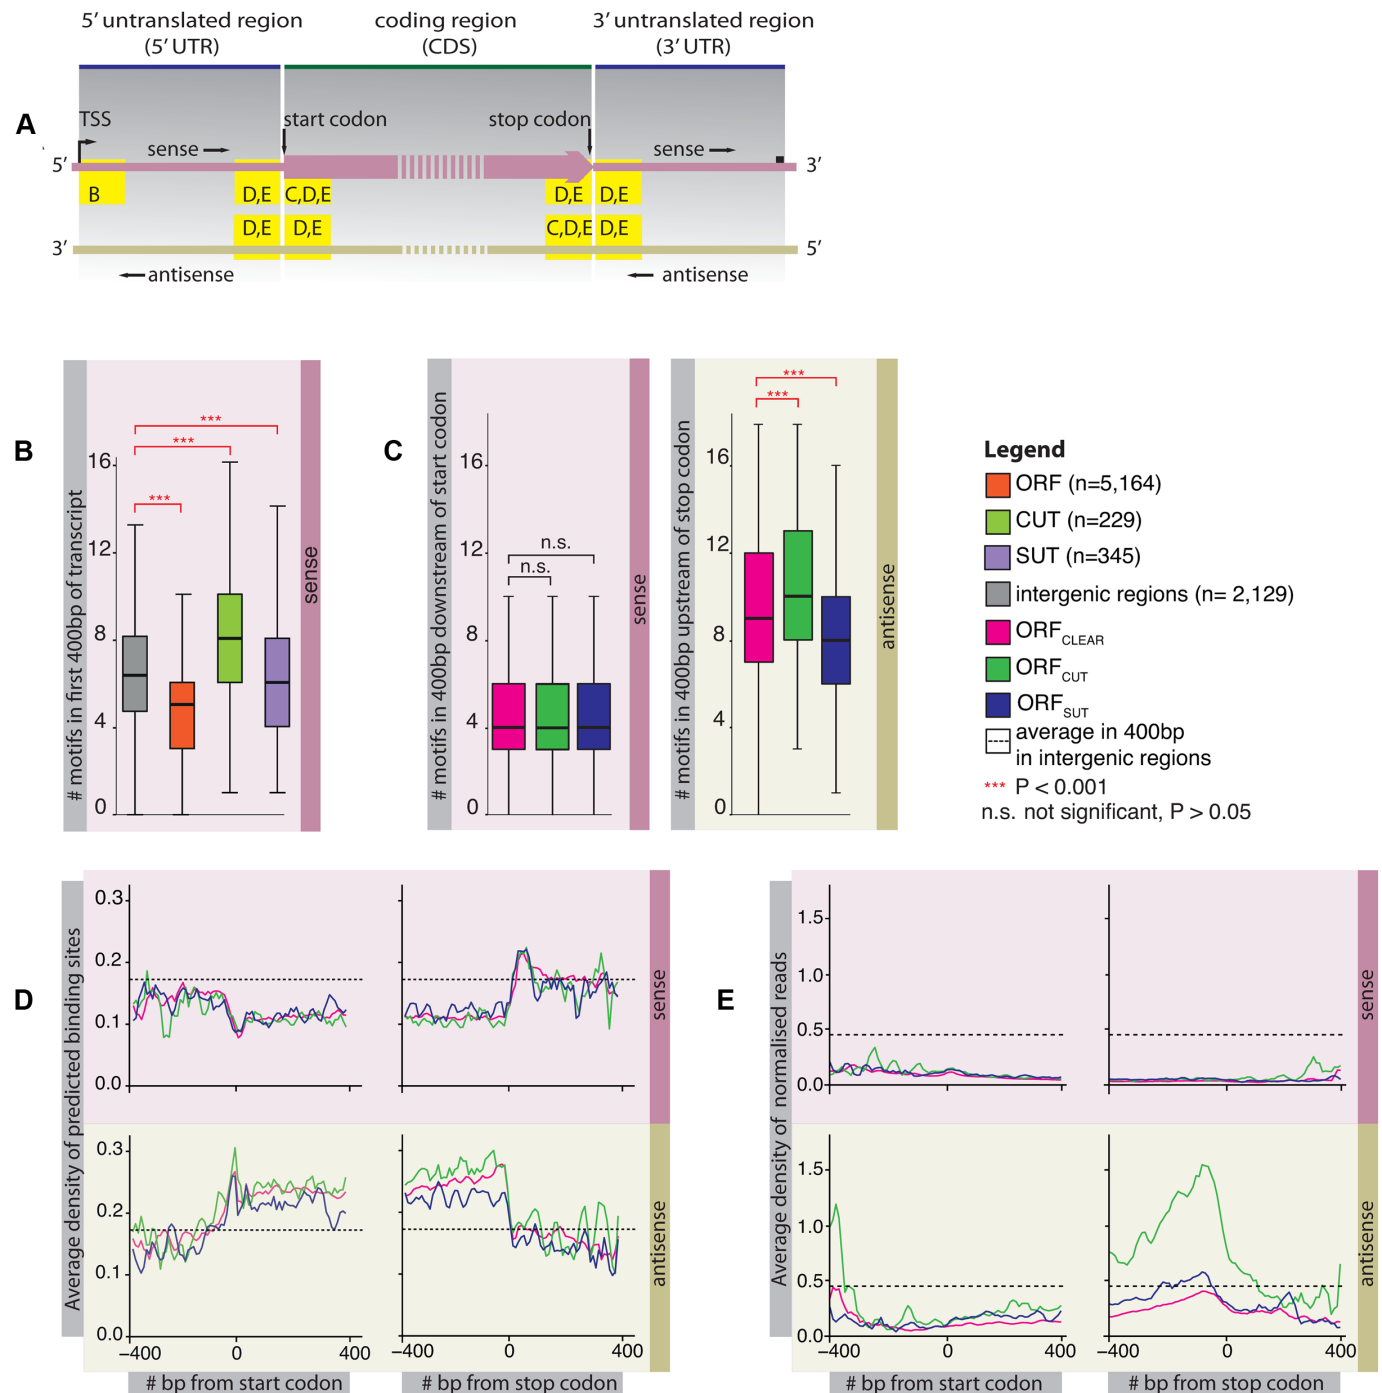 5′ untranslated region
(5′ UTR)
coding region
(CDS)
3′ untranslated region
(3′ UTR)
A
TSS
start codon
stop codon
sense
sense
5′
3′
B
D,E
C,D,E
D,E
D,E
D,E
D,E
C,D,E
D,E
3′
5′
antisense
antisense
B
# motifs in first 400bp of transcript
16
12
8
4
0
***
***
***
sense
C
# motifs in 400bp downstream of start codon
16
12
8
4
0
n.s.
n.s.
sense
# motifs in 400bp upstream of stop codon
16
12
8
4
0
***
***
antisense
Legend
ORF (n=5,164)
CUT (n=229)
SUT (n=345)
intergenic regions (n= 2,129)
ORF CLEAR
ORF CUT
ORF SUT
average in 400bp
in intergenic regions
*** P < 0.001
n.s. not significant, P > 0.05
D
Average density of predicted binding sites
0.3
0.2
0.1
0.0
sense
0.3
0.2
0.1
0.0
antisense
−400 0 400
−400 0 400
# bp from start codon
# bp from stop codon
E
Average density of normalised reads
1.5
1.0
0.5
0.0
sense
1.5
1.0
0.5
0.0
antisense
−400 0 400
−400 0 400
# bp from start codon
# bp from stop codon